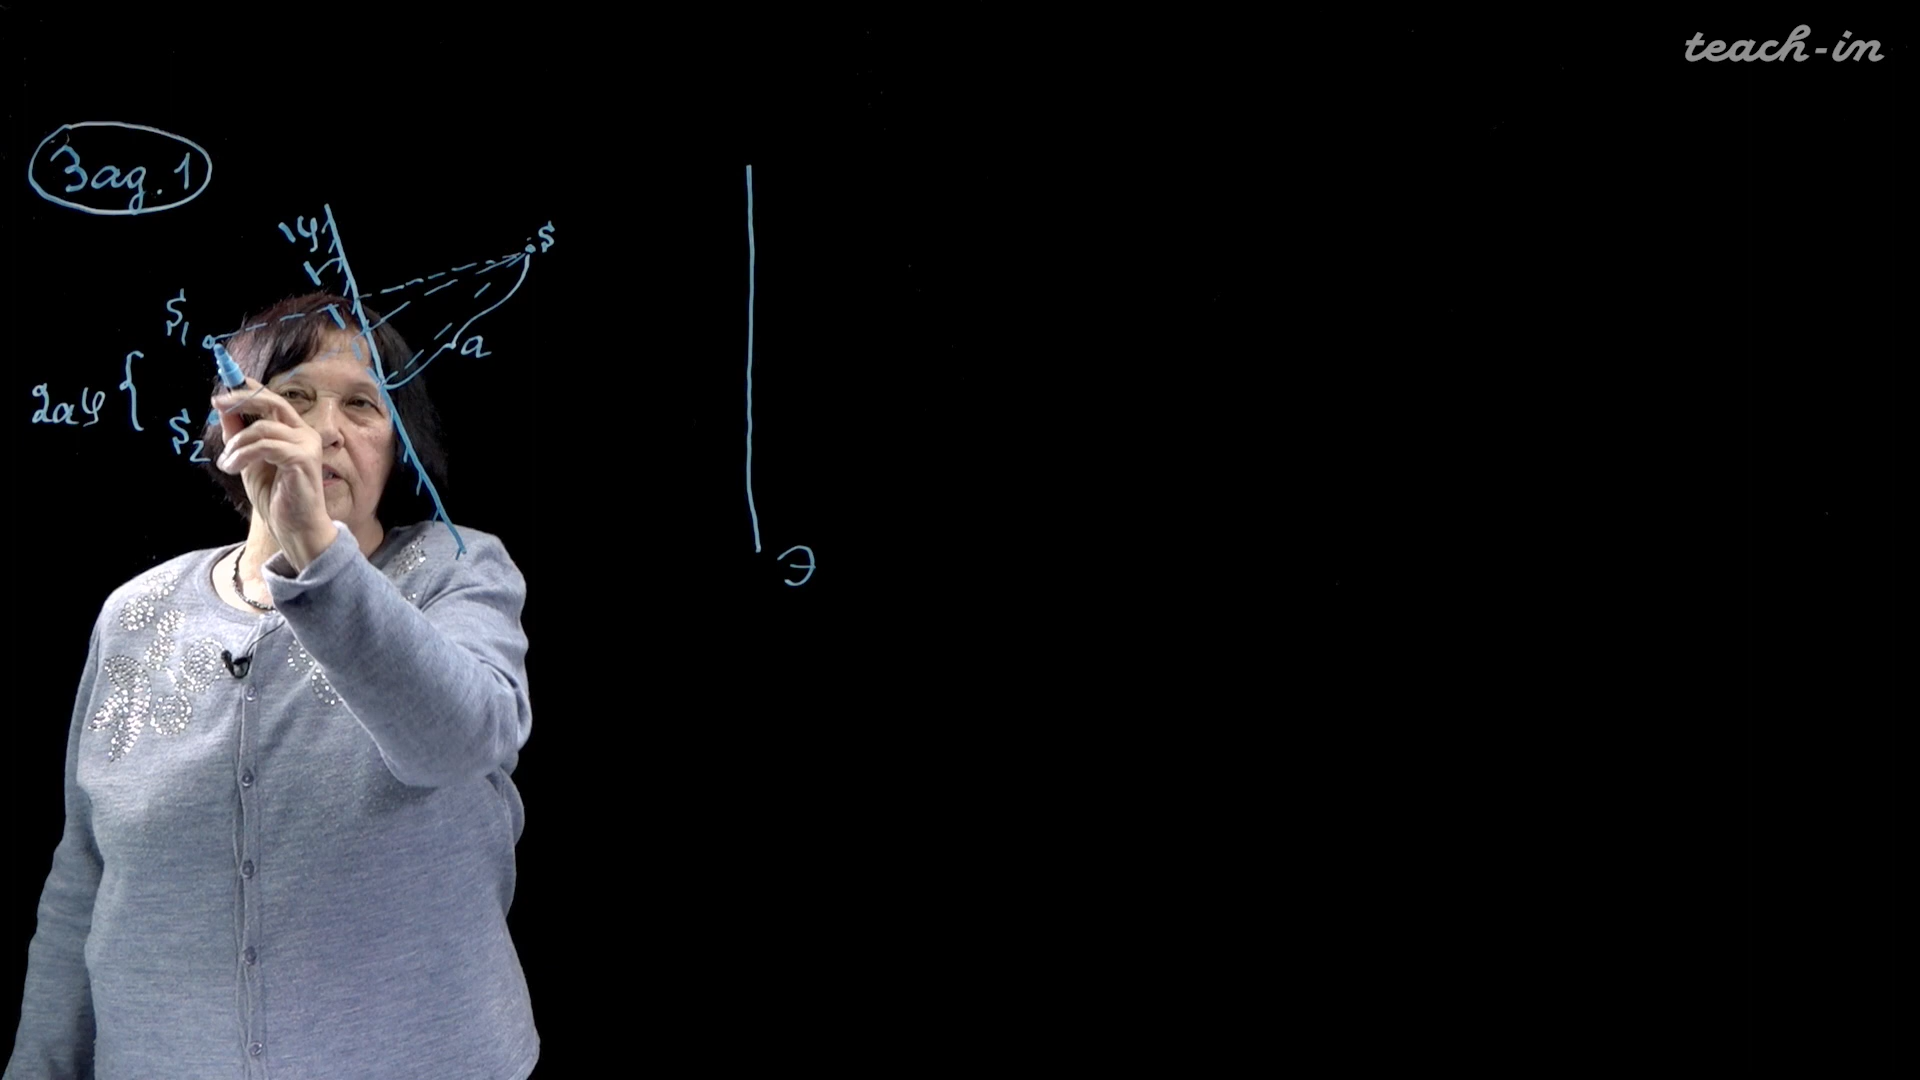 teach-in
Зад. 1
φ
S
S₁
a
2aφ {
S₂
Э